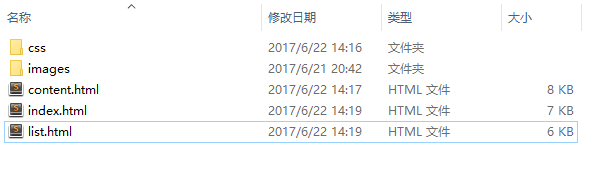 名称 修改日期 类型 大小
css 2017/6/22 14:16 文件夹
images 2017/6/21 20:42 文件夹
content.html 2017/6/22 14:17 HTML 文件 8 KB
index.html 2017/6/22 14:19 HTML 文件 7 KB
list.html 2017/6/22 14:19 HTML 文件 6 KB